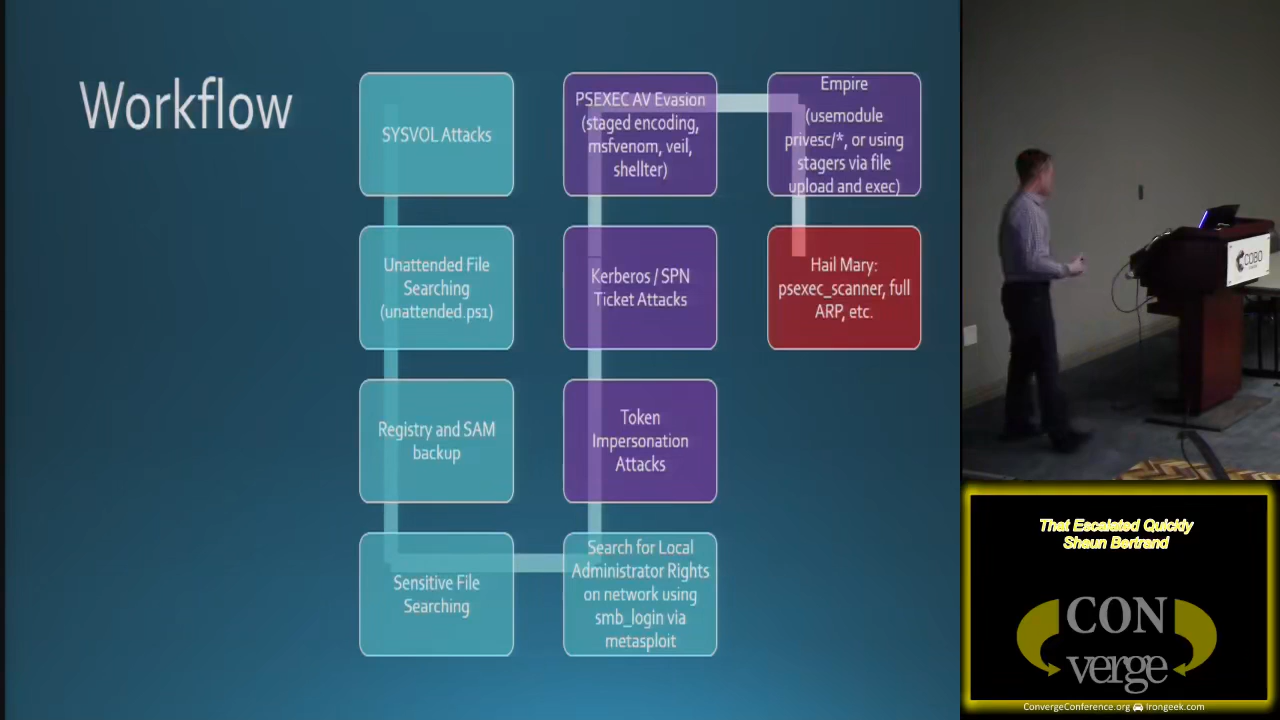 Workflow
SYSVOL Attacks
Unattended File
Searching
(unattended.ps1)
Registry and SAM
backup
Sensitive File
Searching
Search for Local
Administrator Rights
on network using
smb_login via
metasploit
Token
Impersonation
Attacks
Kerberos / SPN
Ticket Attacks
PSEXEC AV Evasion
(staged encoding,
msfvenom, veil,
shellter)
Empire
(usemodule
privesc/*, or using
stagers via file
upload and exec)
Hail Mary:
psexec_scanner, full
ARP, etc.
COBO
That Escalated Quickly
Shaun Bertrand
CON
verge
ConvergeConference.org Irongeek.com